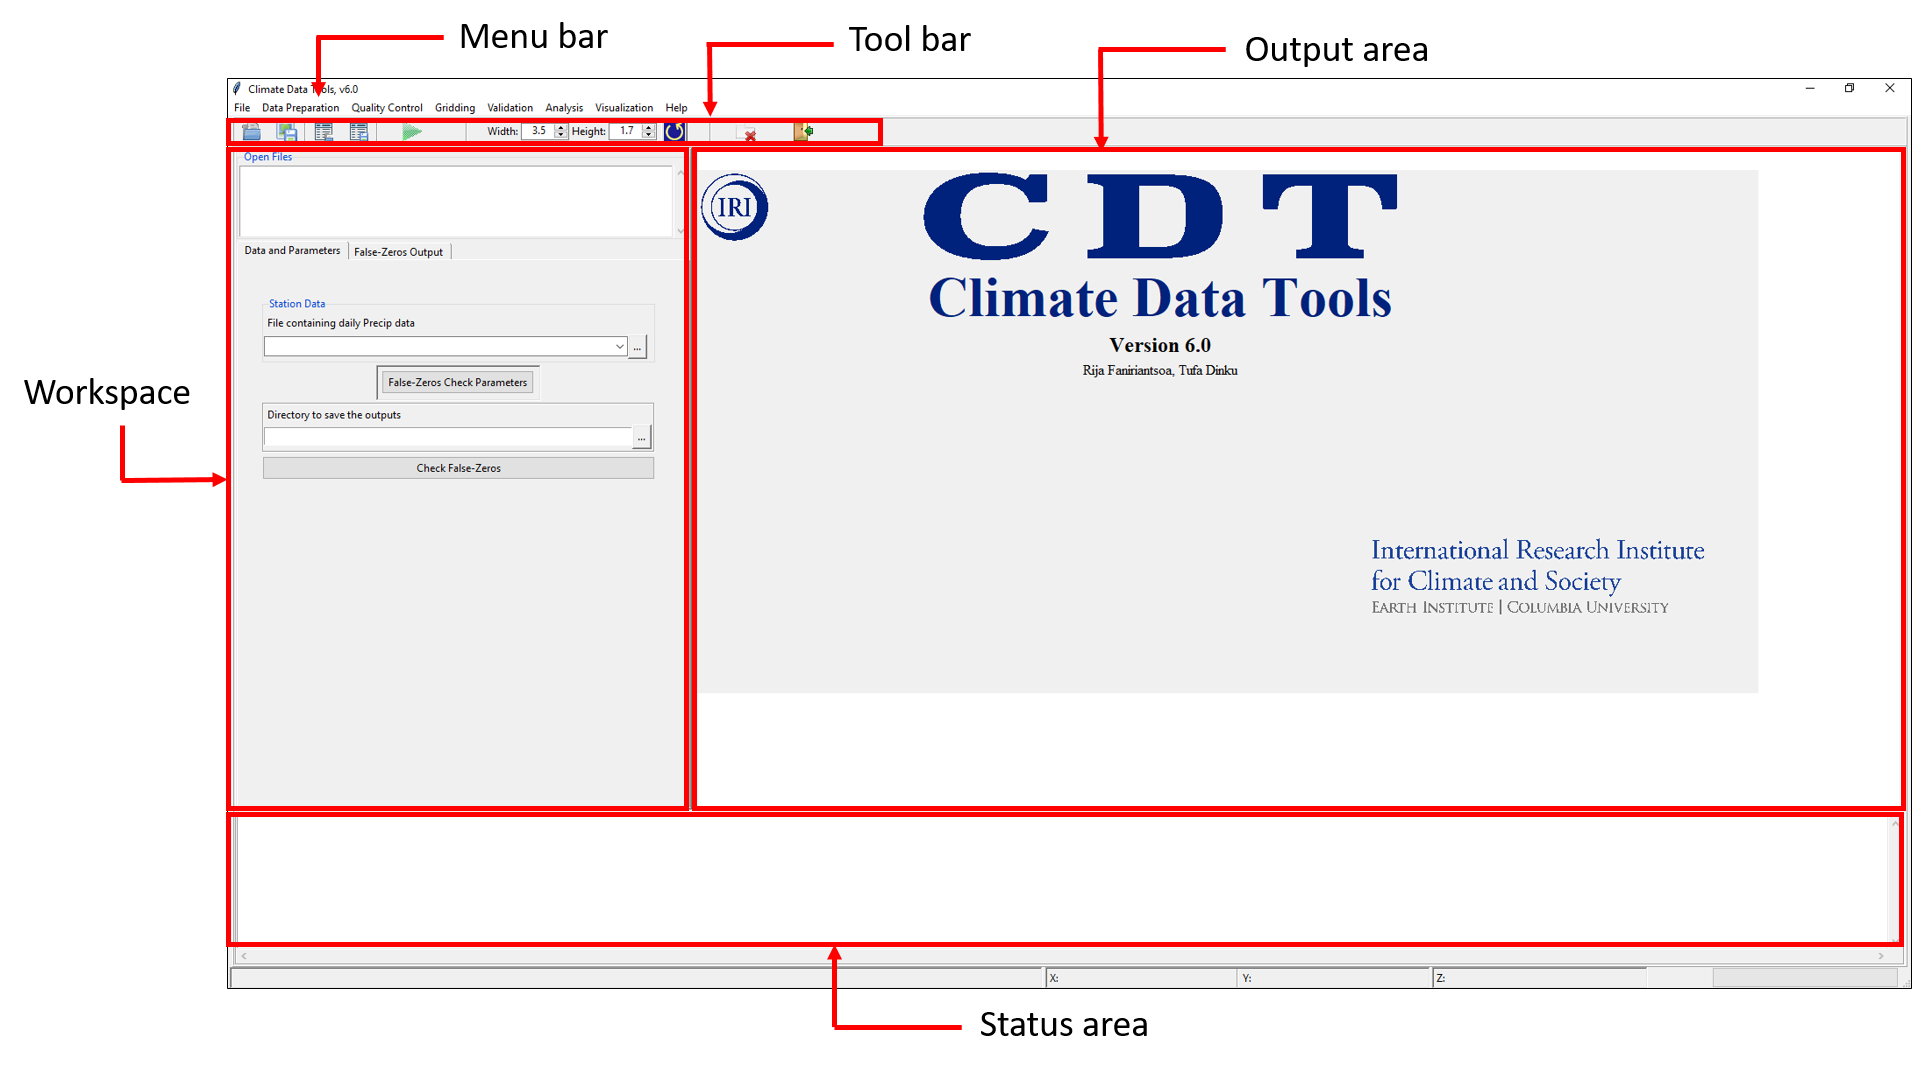 Menu bar
Tool bar
Output area
Climate Data Tools, v6.0
File Data Preparation Quality Control Gridding Validation Analysis Visualization Help
Width: 3.5 Height: 1.7
Open Files
IRI
CDT
Climate Data Tools
Version 6.0
Rija Faniriantsoa, Tufa Dinku
Data and Parameters False-Zeros Output
Station Data
File containing daily Precip data
...
False-Zeros Check Parameters
Workspace
Directory to save the outputs
...
Check False-Zeros
International Research Institute
for Climate and Society
EARTH INSTITUTE | COLUMBIA UNIVERSITY
X: Y: Z:
Status area